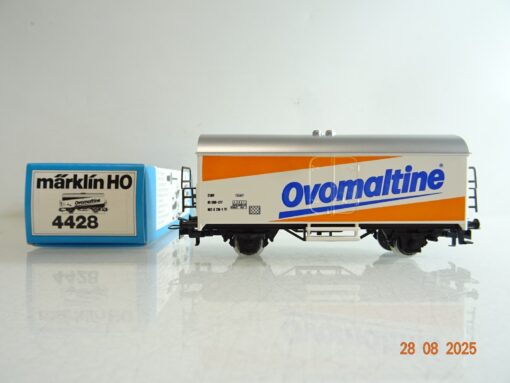 märklin HO
Ovomaltine
4428
Ovomaltine®
28 08 2025